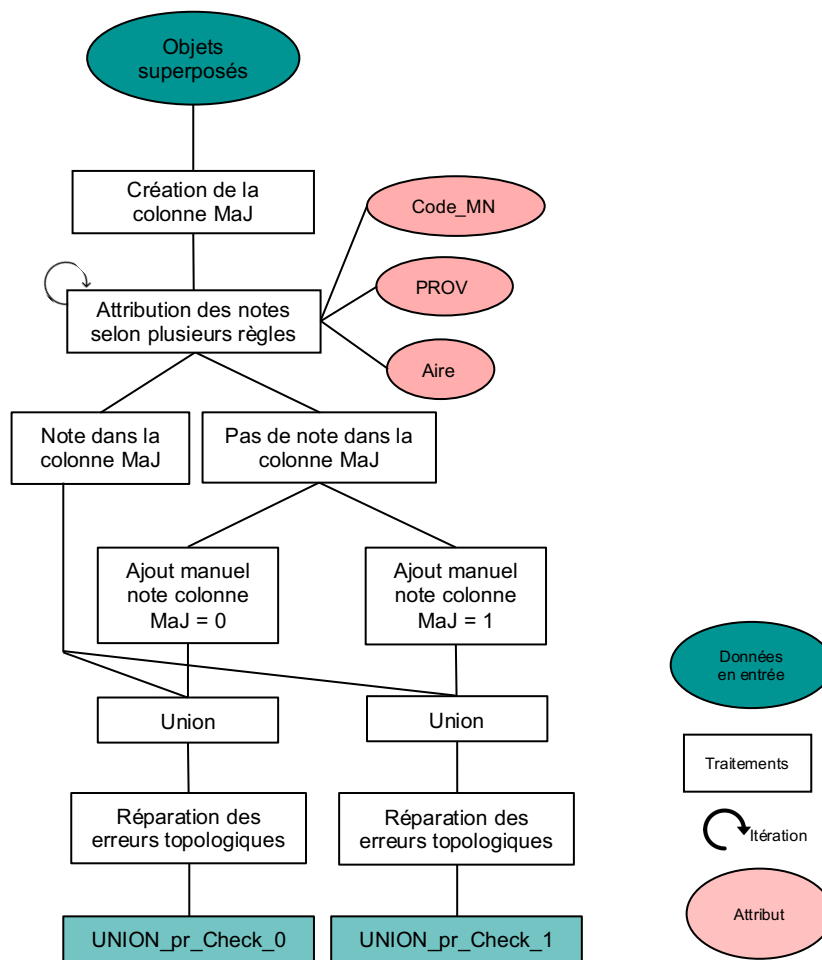 Objets
superposés
Création de la
colonne MaJ
Code_MN
PROV
Attribution des notes
selon plusieurs règles
Aire
Note dans la
colonne MaJ
Pas de note dans la
colonne MaJ
Ajout manuel
note colonne
MaJ = 0
Ajout manuel
note colonne
MaJ = 1
Union
Union
Réparation des
erreurs topologiques
Réparation des
erreurs topologiques
UNION_pr_Check_0
UNION_pr_Check_1
Données
en entrée
Traitements
Itération
Attribut